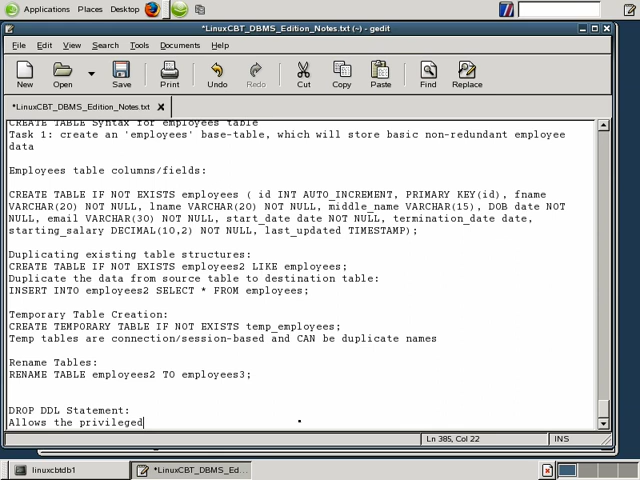 Applications Places Desktop
*LinuxCBT_DBMS_Edition_Notes.txt (~) - gedit
File Edit View Search Tools Documents Help
New Open Save Print Undo Redo Cut Copy Paste Find Replace
*LinuxCBT_DBMS_Edition_Notes.txt
CREATE TABLE Syntax for employees table
Task 1: create an 'employees' base-table, which will store basic non-redundant employee
data
Employees table columns/fields:
CREATE TABLE IF NOT EXISTS employees ( id INT AUTO_INCREMENT, PRIMARY KEY(id), fname
VARCHAR(20) NOT NULL, lname VARCHAR(20) NOT NULL, middle_name VARCHAR(15), DOB date NOT
NULL, email VARCHAR(30) NOT NULL, start_date date NOT NULL, termination_date date,
starting_salary DECIMAL(10,2) NOT NULL, last_updated TIMESTAMP);
Duplicating existing table structures:
CREATE TABLE IF NOT EXISTS employees2 LIKE employees;
Duplicate the data from source table to destination table:
INSERT INTO employees2 SELECT * FROM employees;
Temporary Table Creation:
CREATE TEMPORARY TABLE IF NOT EXISTS temp_employees;
Temp tables are connection/session-based and CAN be duplicate names
Rename Tables:
RENAME TABLE employees2 TO employees3;
DROP DDL Statement:
Allows the privileged
Ln 385, Col 22 INS
linuxcbtdb1 *LinuxCBT_DBMS_Ed...